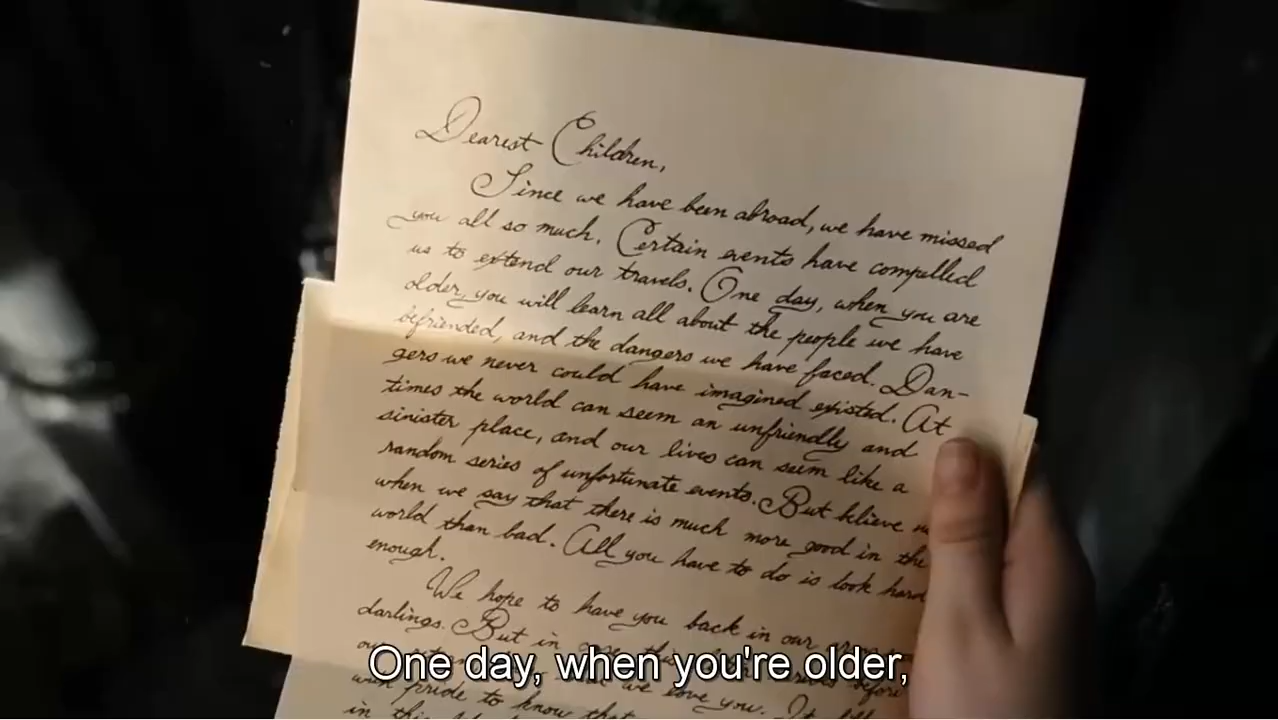 Dearest Children,
Since we have been abroad, we have missed
you all so much. Certain events have compelled
us to extend our travels. One day, when you are
older, you will learn all about the people we have
befriended, and the dangers we have faced. Dan-
gers we never could have imagined existed. At
times the world can seem an unfriendly and
sinister place, and our lives can seem like a
random series of unfortunate events. But believe
when we say that there is much more good in the
world than bad. All you have to do is look hard
enough.
We hope to have you back in our
darlings. But in
we love you. It
with pride to know that
in this
One day, when you're older,